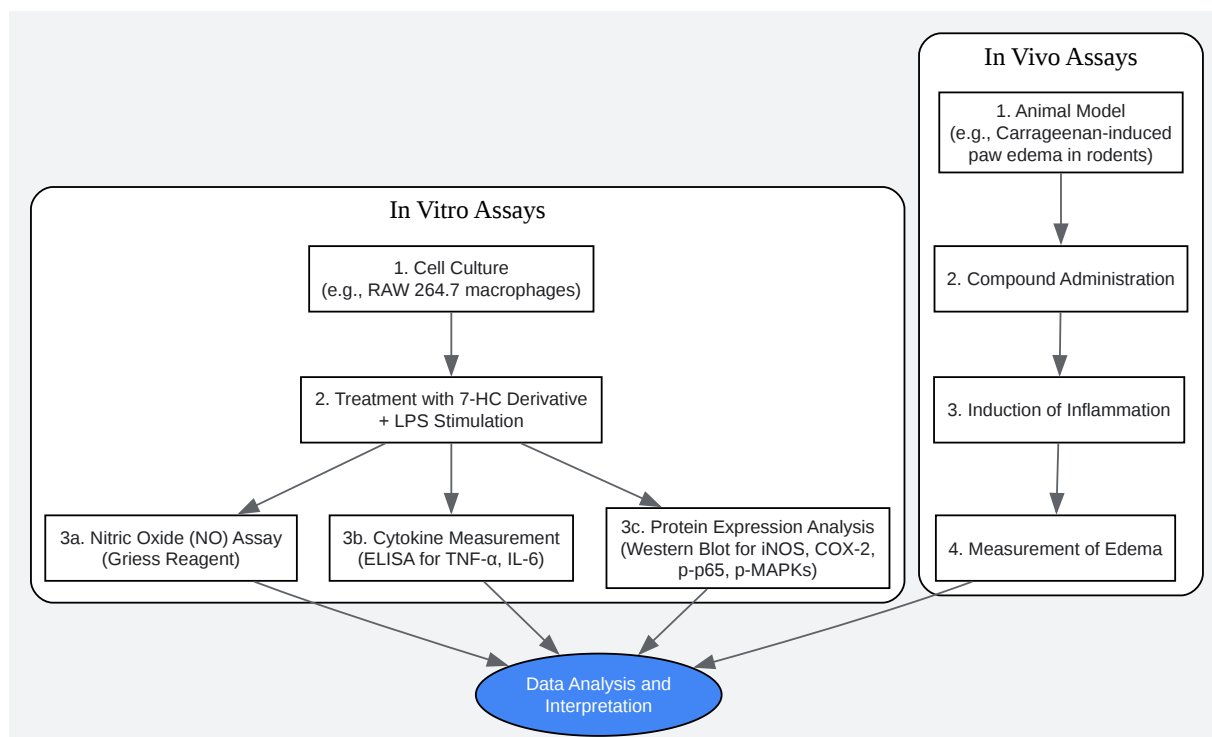 In Vivo Assays
1. Animal Model
(e.g., Carrageenan-induced
paw edema in rodents)
2. Compound Administration
3. Induction of Inflammation
4. Measurement of Edema
In Vitro Assays
1. Cell Culture
(e.g., RAW 264.7 macrophages)
2. Treatment with 7-HC Derivative
+ LPS Stimulation
3a. Nitric Oxide (NO) Assay
(Griess Reagent)
3b. Cytokine Measurement
(ELISA for TNF-α, IL-6)
3c. Protein Expression Analysis
(Western Blot for iNOS, COX-2,
p-p65, p-MAPKs)
Data Analysis and
Interpretation